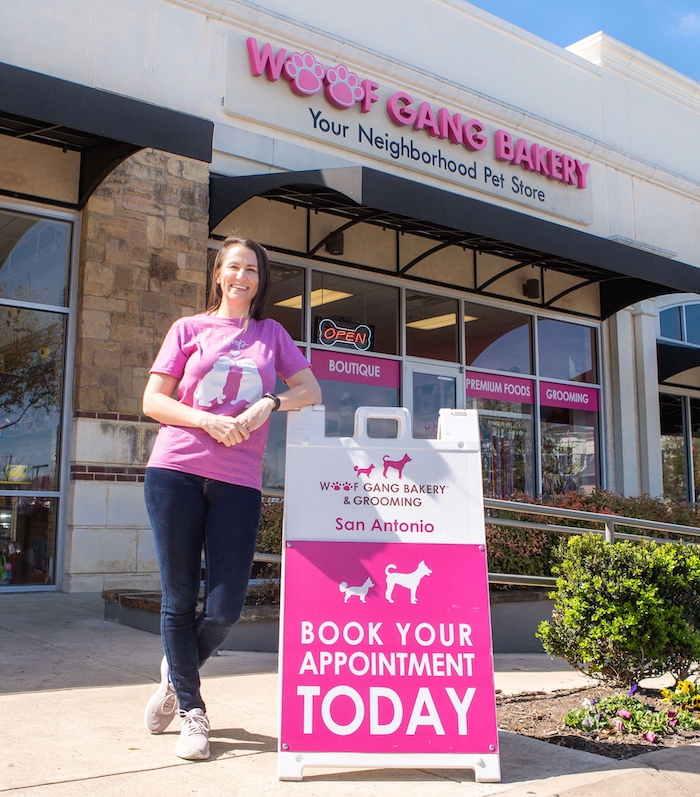 WOOF GANG BAKERY
Your Neighborhood Pet Store
OPEN
BOUTIQUE
PREMIUM FOODS
GROOMING
WOOF GANG BAKERY
& GROOMING
San Antonio
BOOK YOUR
APPOINTMENT
TODAY